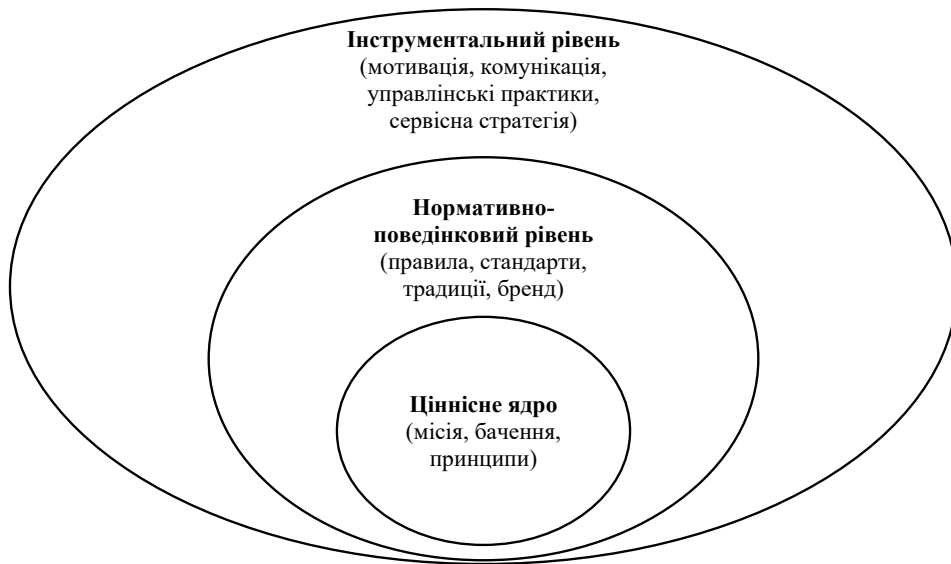 Інструментальний рівень
(мотивація, комунікація,
управлінські практики,
сервісна стратегія)
Нормативно-
поведінковий рівень
(правила, стандарти,
традиції, бренд)
Ціннісне ядро
(місія, бачення,
принципи)